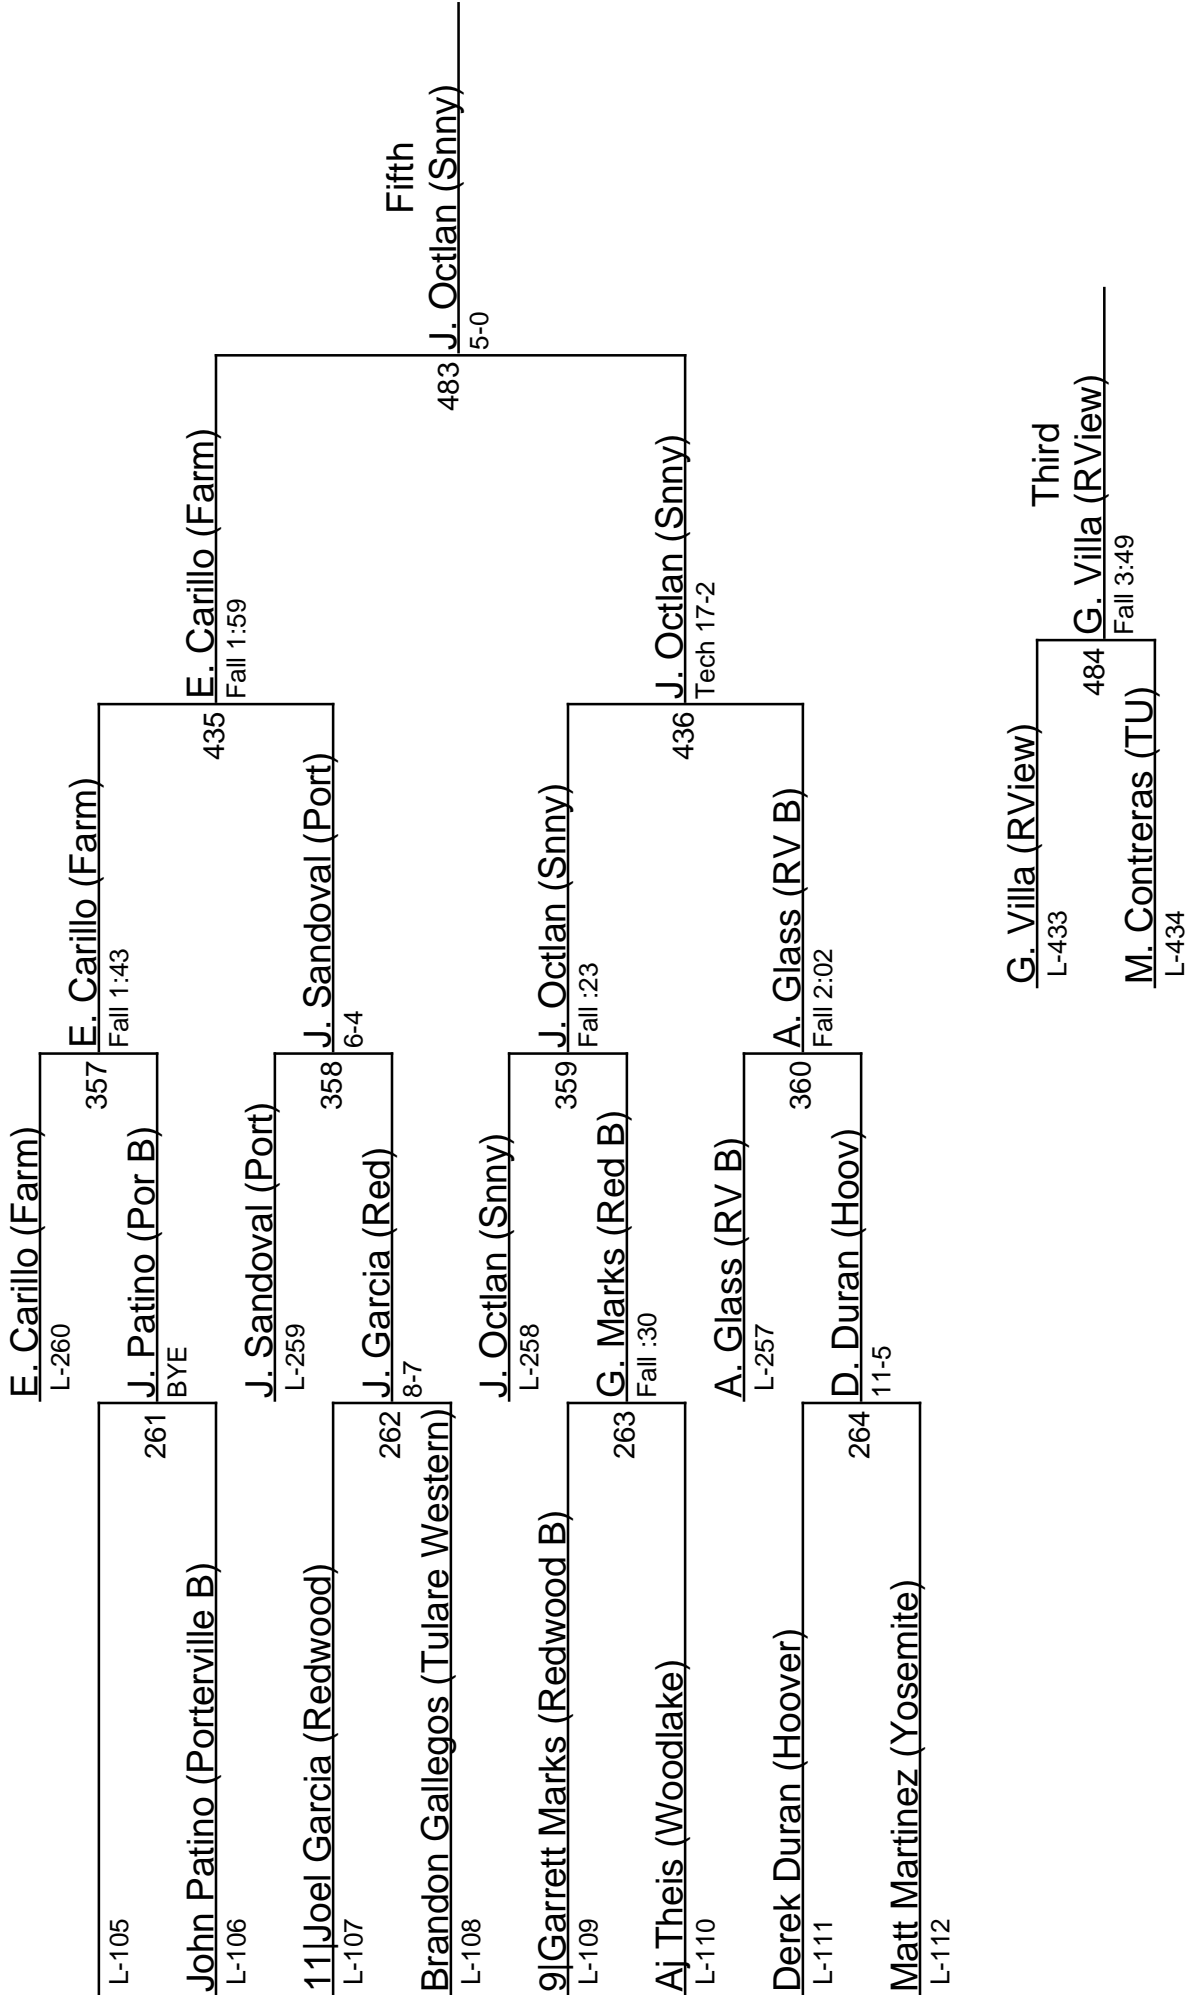 L-105
John Patino (Porterville B)
L-106
11|Joel Garcia (Redwood)
L-107
Brandon Gallegos (Tulare Western)
L-108
9|Garrett Marks (Redwood B)
L-109
Aj Theis (Woodlake)
L-110
Derek Duran (Hoover)
L-111
Matt Martinez (Yosemite)
L-112
261
262
263
264
E. Carillo (Farm)
L-260
J. Patino (Por B)
BYE
J. Sandoval (Port)
L-259
J. Garcia (Red)
8-7
J. Octlan (Snny)
L-258
G. Marks (Red B)
Fall :30
A. Glass (RV B)
L-257
D. Duran (Hoov)
11-5
357
358
359
360
E. Carillo (Farm)
Fall 1:43
J. Sandoval (Port)
6-4
J. Octlan (Snny)
Fall :23
A. Glass (RV B)
Fall 2:02
435
436
E. Carillo (Farm)
Fall 1:59
J. Octlan (Snny)
Tech 17-2
483
Fifth
J. Octlan (Snny)
5-0
G. Villa (RView)
L-433
M. Contreras (TU)
L-434
484
Third
G. Villa (RView)
Fall 3:49